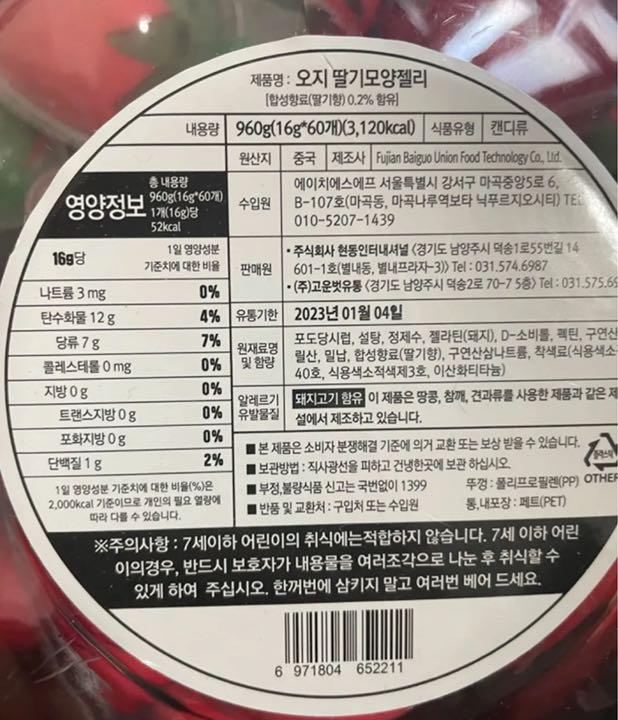 제품명 : 오지 딸기모양젤리
[합성향료(딸기향) 0.2% 함유]
내용량 960g(16g*60개)(3,120kcal) 식품유형 캔디류
원산지 중국 제조사 Fujian Baiguo Union Food Technology Co., Ltd.
영양정보
총 내용량
960g(16g*60개)
1개(16g)당
52kcal
16g당 1일 영양성분
기준치에 대한 비율
나트륨 3 mg 0%
탄수화물 12 g 4%
당류 7 g 7%
콜레스테롤 0 mg 0%
지방 0 g 0%
트랜스지방 0 g 0%
포화지방 0 g 0%
단백질 1 g 2%
1일 영양성분 기준치에 대한 비율(%)은
2,000kcal 기준이므로 개인의 필요 열량에
따라 다를 수 있습니다.
수입원
에이치에스에프 서울특별시 강서구 마곡중앙5로 6,
B-107호(마곡동, 마곡나루역보타 닉푸르지오시티) TEL
010-5207-1439
판매원
• 주식회사 현동인터내셔널 (경기도 남양주시 덕송1로55번길 14
601-1호(별내동, 별내프라자-3)) Tel : 031.574.6987
• (주)고운벗유통 (경기도 남양주시 덕송2로 70-7 5층) Tel : 031.575.65
유통기한 2023년 01월 04일
원재료명
및 함량
포도당시럽, 설탕, 정제수, 젤라틴(돼지), D-소비톨, 펙틴, 구연산
릴산, 밀납, 합성향료(딸기향), 구연산삼나트륨, 착색료(식용색소
40호, 식용색소적색제3호, 이산화티타늄)
알레르기
유발물질
돼지고기 함유 이 제품은 땅콩, 참깨, 견과류를 사용한 제품과 같은 제
설에서 제조하고 있습니다.
■ 본 제품은 소비자 분쟁해결 기준에 의거 교환 또는 보상 받을 수 있습니다.
■ 보관방법 : 직사광선을 피하고 건냉한곳에 보관 하십시오.
■ 부정,불량식품 신고는 국번없이 1399 뚜껑 : 폴리프로필렌(PP)
■ 반품 및 교환처 : 구입처 또는 수입원 통,내포장 : 페트(PET)
플라스틱
OTHER
※주의사항 : 7세이하 어린이의 취식에는적합하지 않습니다. 7세 이하 어린
이의경우, 반드시 보호자가 내용물을 여러조각으로 나눈 후 취식할 수
있게 하여 주십시오. 한꺼번에 삼키지 말고 여러번 베어 드세요.
6 971804 652211